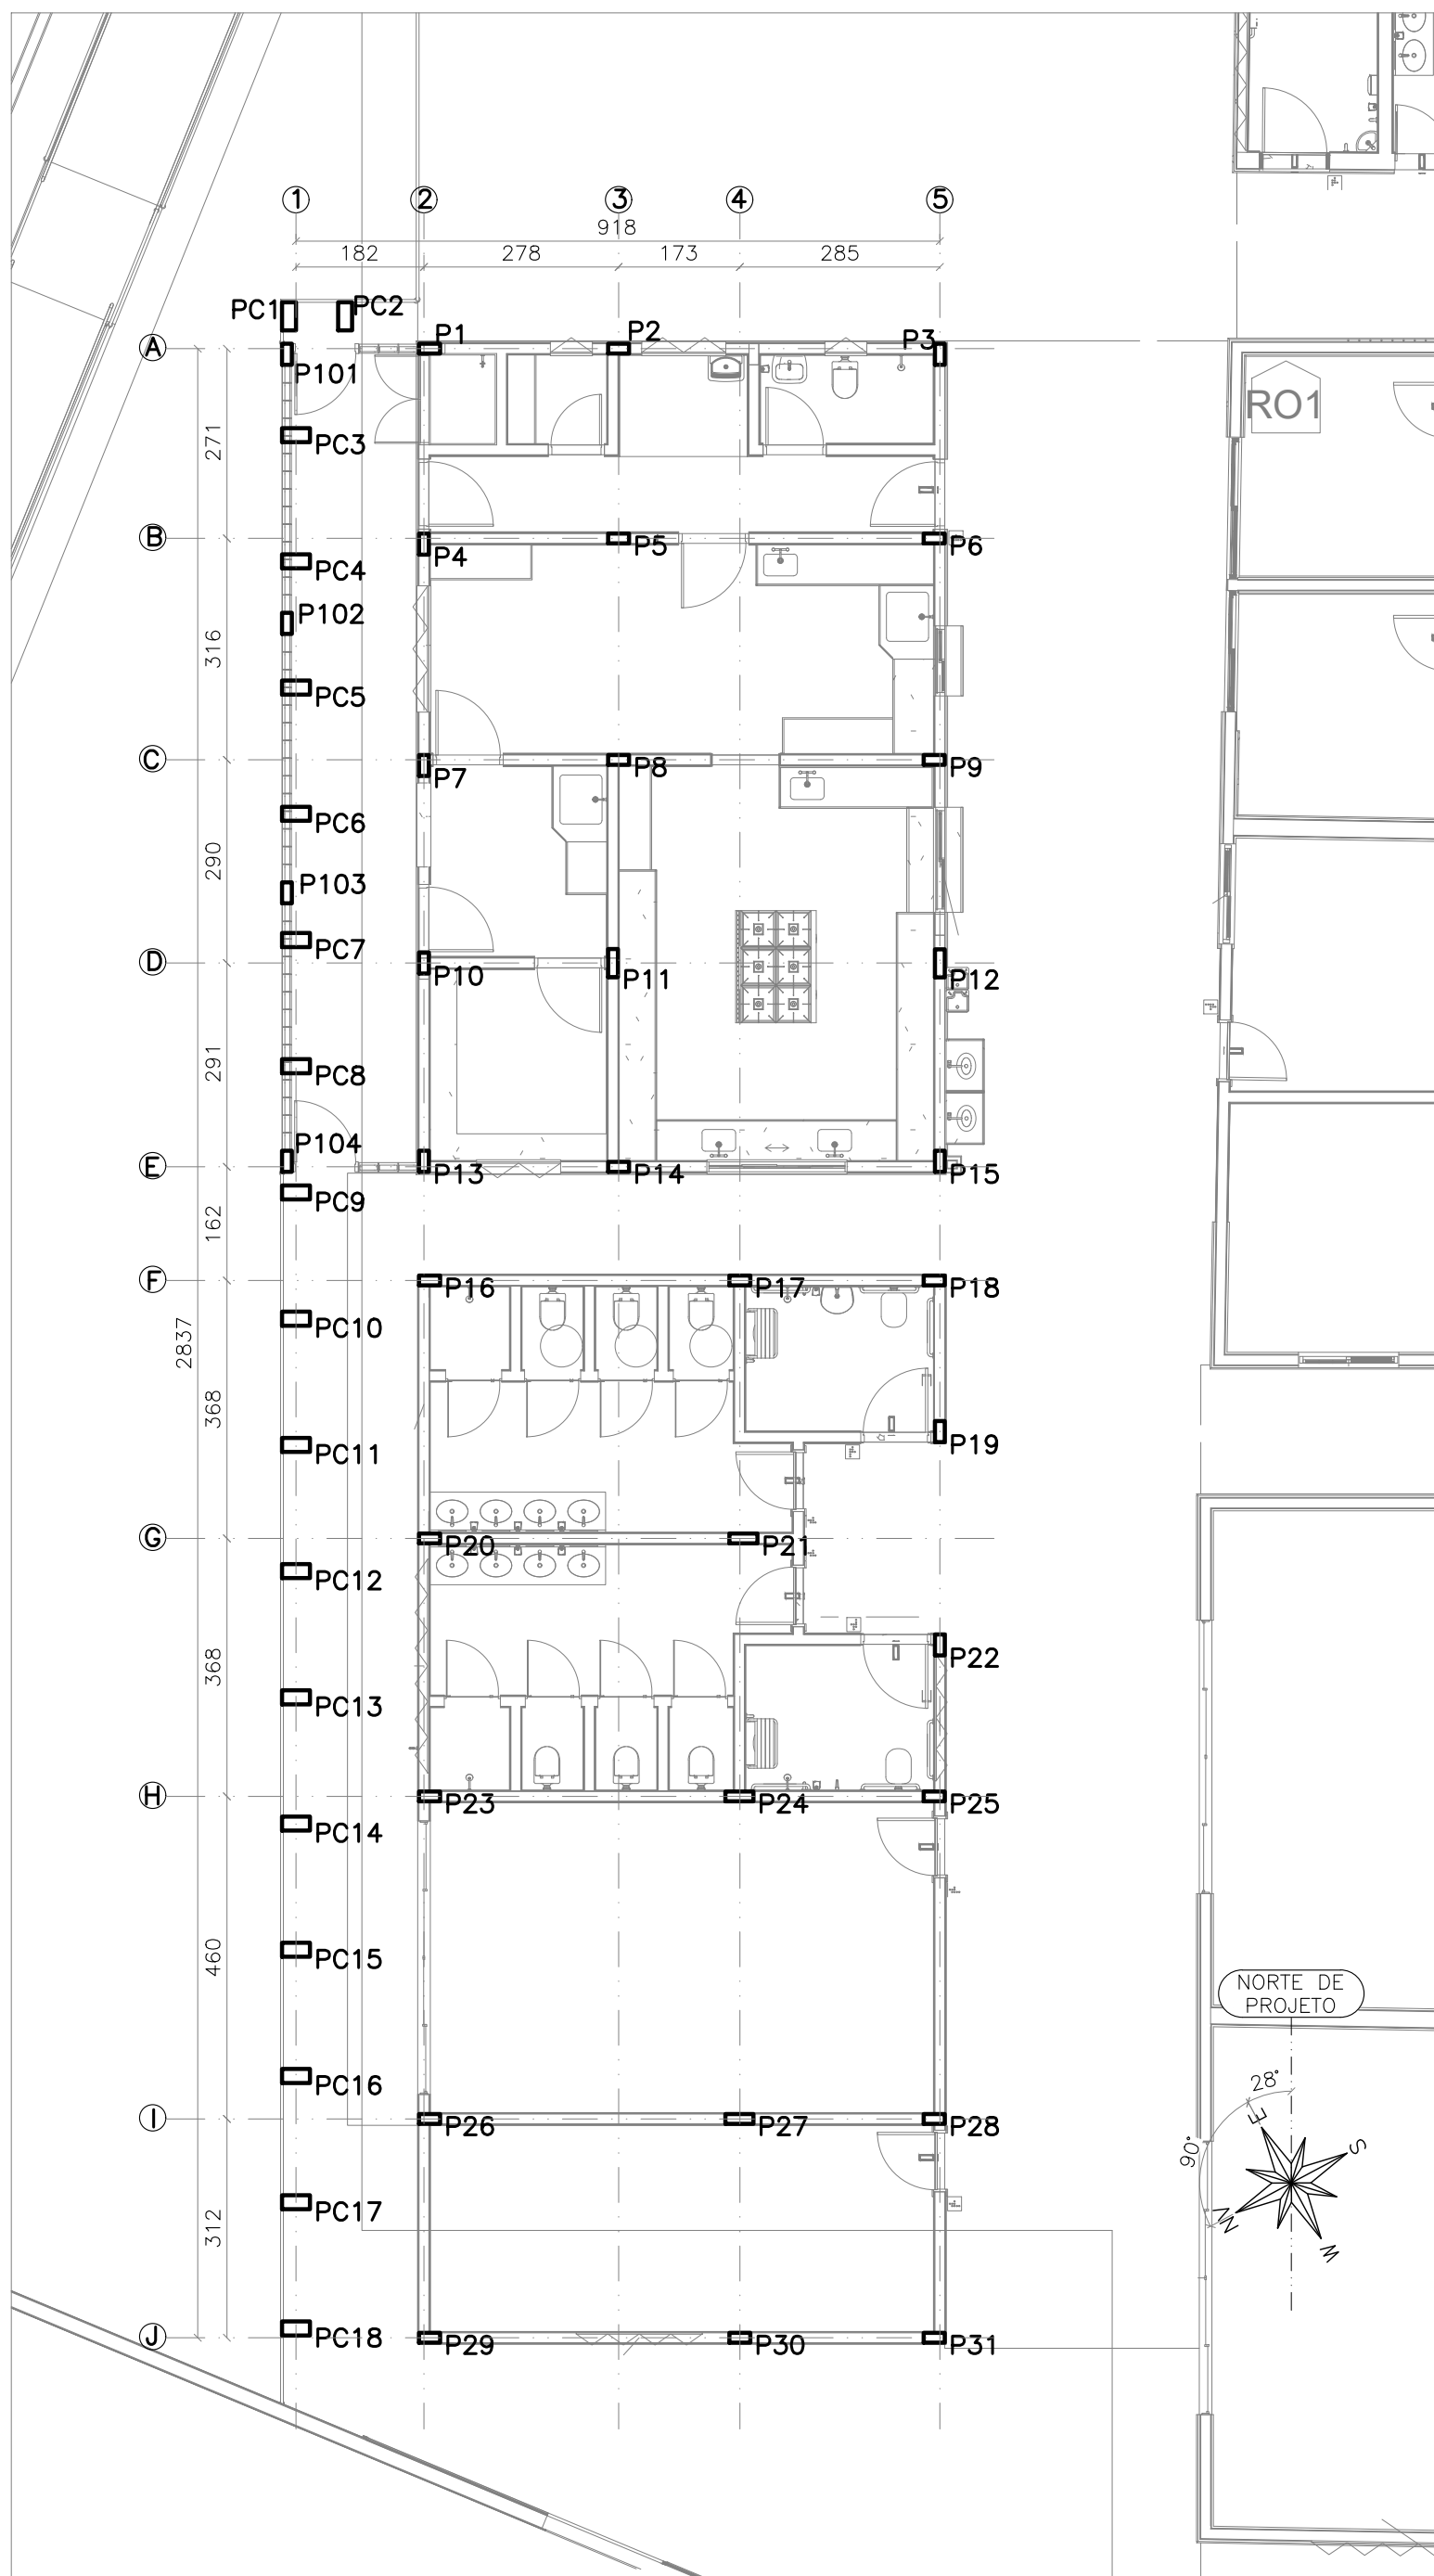 1 2 3 4 5
918
182 278 173 285
PC1 PC2
A P1 P2 P3
P101
RO1
PC3
271
B P4 P5 P6
PC4
P102
316
PC5
C P7 P8 P9
PC6
290
P103
PC7
D P10 P11 P12
291
PC8
P104
E P13 P14 P15
PC9
162
F P16 P17 P18
PC10
2837
368
PC11 P19
G P20 P21
PC12
368
P22
PC13
H P23 P24 P25
PC14
460
PC15
NORTE DE
PROJETO
PC16
28°
I P26 P27 P28
E
S
90°
PC17
N
W
312
J PC18 P29 P30 P31